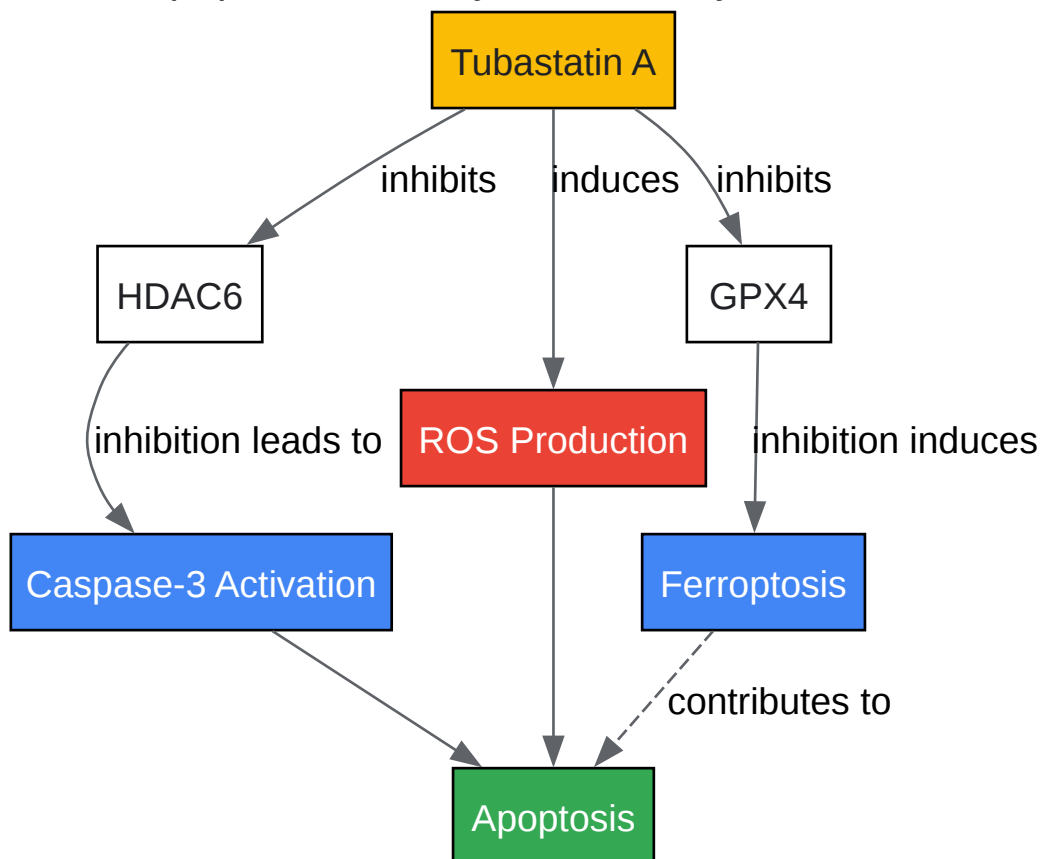 Tubastatin A
inhibits
induces
inhibits
HDAC6
GPX4
inhibition leads to
ROS Production
inhibition induces
Caspase-3 Activation
Ferroptosis
contributes to
Apoptosis